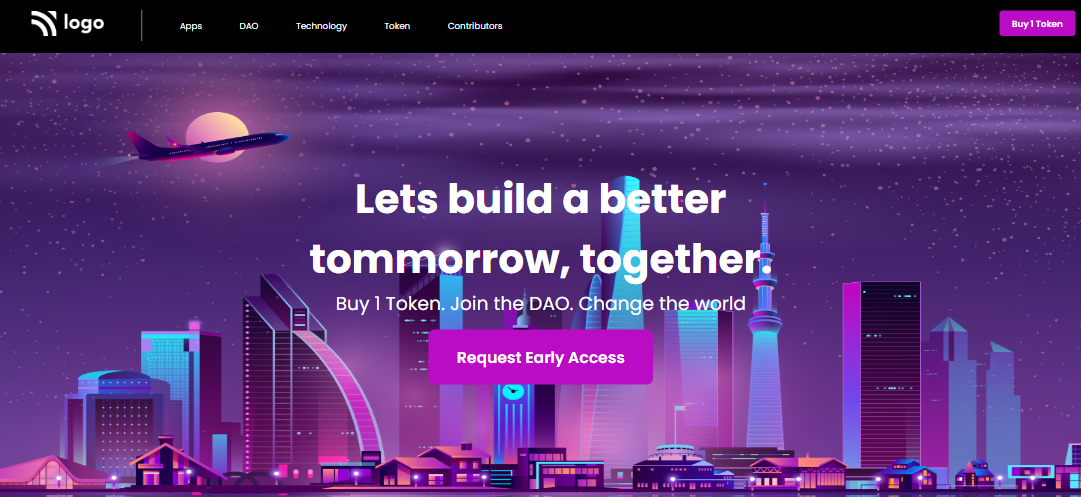 logo
Apps DAO Technology Token Contributors
Buy 1 Token
Lets build a better
tommorrow, together.
Buy 1 Token. Join the DAO. Change the world
Request Early Access